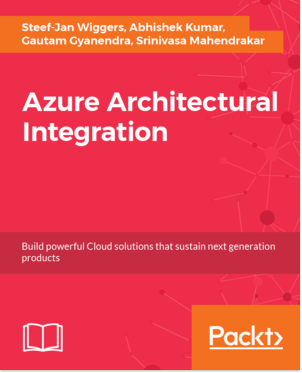 Steef-Jan Wiggers, Abhishek Kumar,
Gautam Gyanendra, Srinivasa Mahendrakar
Azure Architectural
Integration
Build powerful Cloud solutions that sustain next generation
products
Packt>